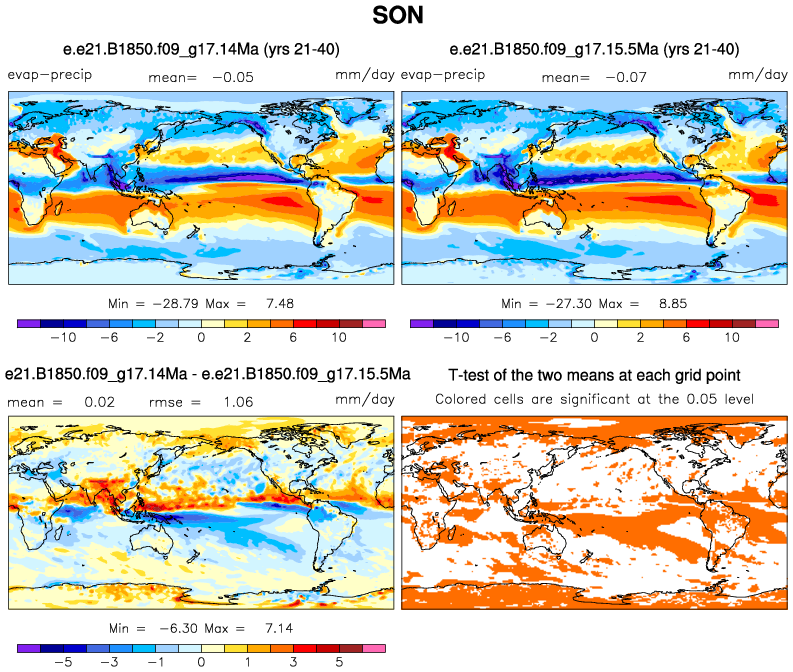 SON
e.e21.B1850.f09_g17.14Ma (yrs 21-40)
evap-precip mean= -0.05 mm/day
Min = -28.79 Max = 7.48
-10 -6 -2 0 2 6 10
e.e21.B1850.f09_g17.15.5Ma (yrs 21-40)
evap-precip mean= -0.07 mm/day
Min = -27.30 Max = 8.85
-10 -6 -2 0 2 6 10
e21.B1850.f09_g17.14Ma - e.e21.B1850.f09_g17.15.5Ma
mean = 0.02 rmse = 1.06 mm/day
Min = -6.30 Max = 7.14
-5 -3 -1 0 1 3 5
T-test of the two means at each grid point
Colored cells are significant at the 0.05 level